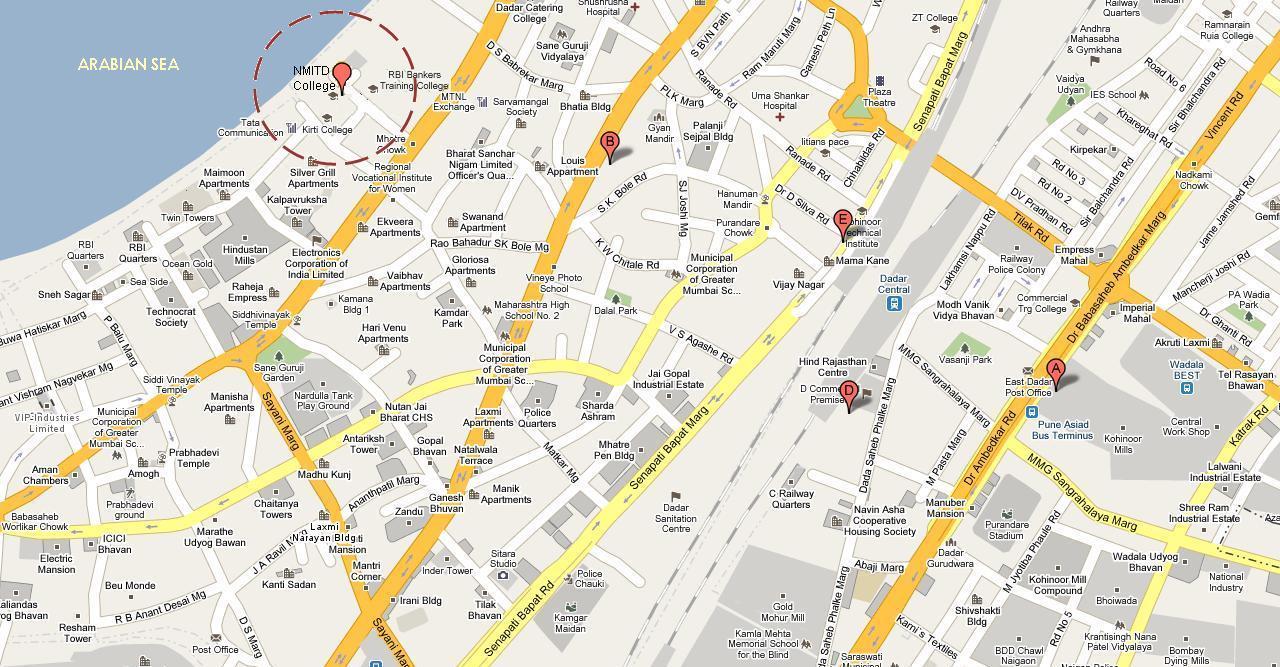 Dadar Catering
College
Shushrusha
Hospital
ZT College
Railway
Quarters
Andhra
Mahasabha
& Gymkhana
Ramnarain
Ruia College
ARABIAN SEA
NMITD
College
RBI Bankers
Training College
D S Babrekar Marg
Sane Guruji
Vidyalaya
S BVN Path
Ram Maruti Marg
Ganesh Peth Ln
Senapati Bapat Marg
Road No 6
Vaidya
Udyan
IES School
Sir Bhalchandra Rd
Vincent Rd
MTNL
Exchange
Sarvamangal
Society
Bhatia Bldg
PLK Marg
Ranade Rd
Uma Shankar
Hospital
Plaza
Theatre
Khareghat Rd
Tata
Communication
Kirti College
Mhatre
Gyan
Mandir
Palanji
Sejpal Bldg
Iitians pace
Chhabildas Rd
Kirpekar
Regional
Vocational Institute
for Women
Bharat Sanchar
Nigam Limited
Officer's Qua...
B
Louis
Appartment
Ranade Rd
Rd No 3
Rd No 2
Sir Balchandra Rd
Nadkarni
Chowk
Maimoon
Apartments
Silver Grill
Apartments
Kalpavruksha
Tower
S.K. Bole Rd
SJ Joshi Mg
Hanuman
Mandir
Dr D Silva Rd
DV Pradhan Rd
Jame Jamshed Rd
Twin Towers
Ekveera
Apartments
Swanand
Apartment
Purandare
Chowk
E
Kohinoor
Technical
Institute
Tilak Rd
RBI
Quarters
RBI
Quarters
Hindustan
Mills
Electronics
Corporation
of India Limited
Rao Bahadur SK Bole Mg
K W Chitale Rd
Mama Kane
Lakhamsi Nappu Rd
Railway
Police Colony
Empress
Mahal
Dr Babasaheb Ambedkar Marg
Ocean Gold
Gloriosa
Apartments
Municipal
Corporation
of Greater
Mumbai Sc...
Vijay Nagar
Dadar
Central
Mancherji Joshi Rd
Sea Side
Sneh Sagar
Technocrat
Society
Raheja
Empress
Vaibhav
Apartments
Vineye Photo
School
Modh Vanik
Vidya Bhavan
Commercial
Trg College
Imperial
Mahal
PA Wadia
Park
Siddhivinayak
Temple
Kamana
Bldg 1
Kamdar
Park
Maharashtra High
School No. 2
Dalal Park
Dr Ghanti Rd
Buwa Hatiskar Marg
P Balu Marg
Hari Venu
Apartments
V S Agashe Rd
Akruti Laxmi
Municipal
Corporation
of Greater
Mumbai Sc...
MMG Sangrahalaya Marg
Vasanji Park
Wadala
BEST
Sane Guruji
Garden
Jai Gopal
Industrial Estate
Hind Rajasthan
Centre
A
East Dadar
Post Office
Tel Rasayan
Bhawan
Siddi Vinayak
Temple
Nardulla Tank
Play Ground
D
Dada Saheb Phalke Marg
VIP-Industries
Limited
Manisha
Apartments
Sayani Marg
Nutan Jai
Bharat CHS
Laxmi
Apartments
Police
Quarters
Sharda
Ashram
Senapati Bapat Marg
Dr Ambedkar Rd
Pune Asiad
Bus Terminus
Kohinoor
Mills
Central
Work Shop
Katrak Rd
Municipal
Corporation
of Greater
Mumbai Sc...
Prabhadevi
Temple
Antariksh
Tower
Gopal
Bhavan
Natalwala
Terrace
Matkar Mg
Mhatre
Pen Bldg
M Pasta Marg
MMG Sangrahalaya Marg
Aman
Chambers
Amogh
Madhu Kunj
Ananthpatil Marg
Ganesh
Bhuvan
Manik
Apartments
C Railway
Quarters
Manuber
Mansion
Lalwani
Industrial Estate
Prabhadevi
ground
Chaitanya
Towers
Zandu
Dadar
Sanitation
Centre
Navin Asha
Cooperative
Housing Society
Purandare
Stadium
Shree Ram
Industrial Estate
Babasaheb
Worlikar Chowk
Marathe
Udyog Bawan
Laxmi
Narayan Bldg
Mansion
ICICI
Bhavan
Electric
Mansion
Sitara
Studio
Inder Tower
Police
Chauki
Abaji Marg
Dadar
Gurudwara
M Jyotiba Phaule Rd
Wadala Udyog
Bhavan
Mantri
Corner
Kanti Sadan
Beu Monde
R B Anant Desai Mg
Irani Bldg
Tilak
Bhavan
Kamgar
Maidan
Gold
Mohur Mill
Kohinoor Mill
Compound
National
Industry
Bhoiwada
Shivshakti
Bldg
Resham
Tower
Post Office
D S Marg
Sayani Marg
Senapati Bapat Rd
Kamla Mehta
Memorial School
for the Blind
Saraswati
Municipal
Kami's Textiles
BDD Chawl
Naigaon
Rd No 5
Krantisingh Nana
Patel Vidyalaya
Bombay
Dyeing Mills